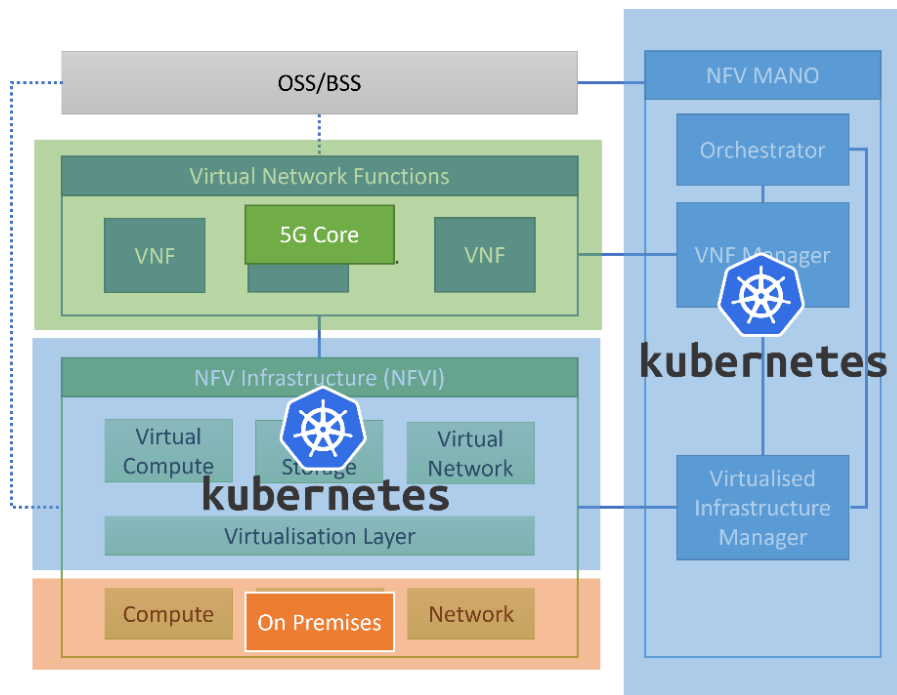 OSS/BSS
NFV MANO
Orchestrator
VNF Manager
kubernetes
Virtualised
Infrastructure
Manager
Virtual Network Functions
VNF
5G Core
.
VNF
NFV Infrastructure (NFVI)
Virtual
Compute
Storage
Virtual
Network
kubernetes
Virtualisation Layer
Compute
On Premises
Network